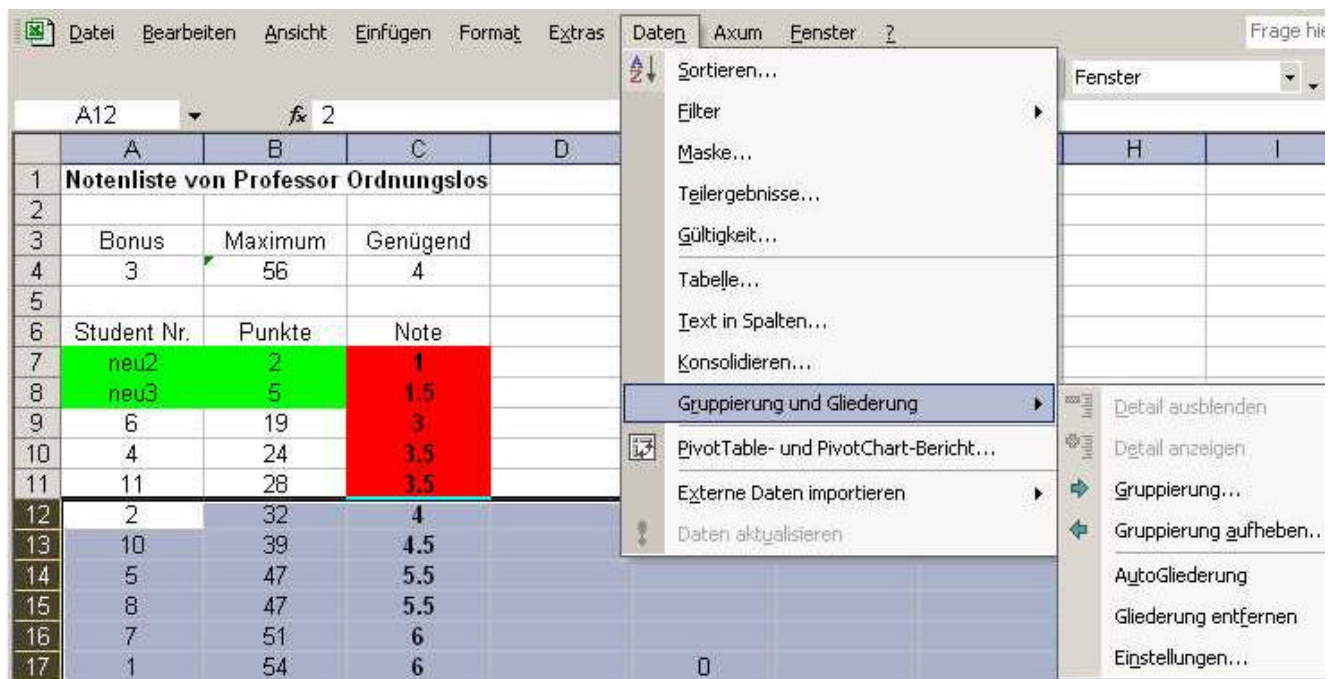 Datei Bearbeiten Ansicht Einfügen Format Extras Daten Axum Fenster ? Frage hie
Sortieren...
Fenster
A12 fx 2
Filter
A B C D H I
Maske...
1 Notenliste von Professor Ordnungslos
Teilergebnisse...
2
3 Bonus Maximum Genügend
Gültigkeit...
4 3 56 4
Tabelle...
5
Text in Spalten...
6 Student Nr. Punkte Note
7 neu2 2 1
Konsolidieren...
8 neu3 5 1.5
Gruppierung und Gliederung
Detail ausblenden
9 6 19 3
10 4 24 3.5
PivotTable- und PivotChart-Bericht...
Detail anzeigen
11 11 28 3.5
Externe Daten importieren
Gruppierung...
12 2 32 4
Daten aktualisieren
Gruppierung aufheben..
13 10 39 4.5
14 5 47 5.5
AutoGliederung
15 8 47 5.5
Gliederung entfernen
16 7 51 6
17 1 54 6 0
Einstellungen...